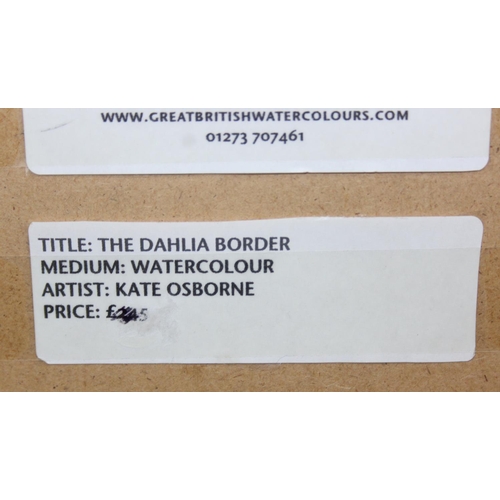 WWW.GREATBRITISHWATERCOLOURS.COM
01273 707461
TITLE: THE DAHLIA BORDER
MEDIUM: WATERCOLOUR
ARTIST: KATE OSBORNE
PRICE: